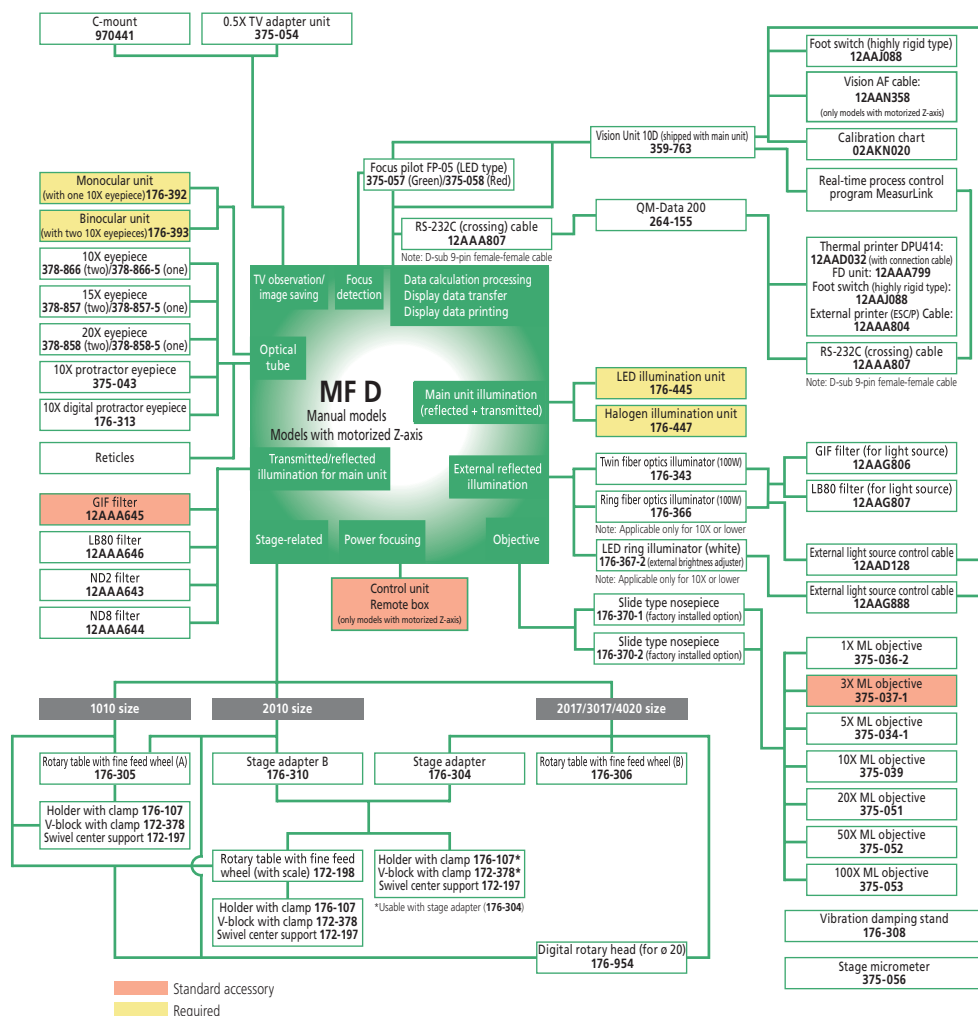 C-mount
970441
0.5X TV adapter unit
375-054
Foot switch (highly rigid type)
12AAJ088
Vision AF cable:
12AAN358
(only models with motorized Z-axis)
Calibration chart
02AKN020
Real-time process control
program MeasurLink
Vision Unit 10D (shipped with main unit)
359-763
Focus pilot FP-05 (LED type)
375-057 (Green)/375-058 (Red)
RS-232C (crossing) cable
12AAA807
Note: D-sub 9-pin female-female cable
QM-Data 200
264-155
Thermal printer DPU414:
12AAD032 (with connection cable)
FD unit: 12AAA799
Foot switch (highly rigid type):
12AAJ088
External printer (ESC/P) Cable:
12AAA804
RS-232C (crossing) cable
12AAA807
Note: D-sub 9-pin female-female cable
Monocular unit
(with one 10X eyepiece)176-392
Binocular unit
(with two 10X eyepieces)176-393
10X eyepiece
378-866 (two)/378-866-5 (one)
15X eyepiece
378-857 (two)/378-857-5 (one)
20X eyepiece
378-858 (two)/378-858-5 (one)
10X protractor eyepiece
375-043
10X digital protractor eyepiece
176-313
Reticles
GIF filter
12AAA645
LB80 filter
12AAA646
ND2 filter
12AAA643
ND8 filter
12AAA644
TV observation/
image saving
Focus
detection
Data calculation processing
Display data transfer
Display data printing
Optical
tube
MF D
Manual models
Models with motorized Z-axis
Main unit illumination
(reflected + transmitted)
Transmitted/reflected
illumination for main unit
External reflected
illumination
Stage-related
Power focusing
Objective
Control unit
Remote box
(only models with motorized Z-axis)
LED illumination unit
176-445
Halogen illumination unit
176-447
Twin fiber optics illuminator (100W)
176-343
Ring fiber optics illuminator (100W)
176-366
Note: Applicable only for 10X or lower
LED ring illuminator (white)
176-367-2 (external brightness adjuster)
Note: Applicable only for 10X or lower
GIF filter (for light source)
12AAG806
LB80 filter (for light source)
12AAG807
External light source control cable
12AAD128
External light source control cable
12AAG888
Slide type nosepiece
176-370-1 (factory installed option)
Slide type nosepiece
176-370-2 (factory installed option)
1X ML objective
375-036-2
3X ML objective
375-037-1
5X ML objective
375-034-1
10X ML objective
375-039
20X ML objective
375-051
50X ML objective
375-052
100X ML objective
375-053
Vibration damping stand
176-308
Stage micrometer
375-056
1010 size
2010 size
2017/3017/4020 size
Rotary table with fine feed wheel (A)
176-305
Stage adapter B
176-310
Stage adapter
176-304
Rotary table with fine feed wheel (B)
176-306
Holder with clamp 176-107
V-block with clamp 172-378
Swivel center support 172-197
Rotary table with fine feed
wheel (with scale) 172-198
Holder with clamp 176-107*
V-block with clamp 172-378*
Swivel center support 172-197
*Usable with stage adapter (176-304)
Holder with clamp 176-107
V-block with clamp 172-378
Swivel center support 172-197
Digital rotary head (for ø 20)
176-954
Standard accessory
Required